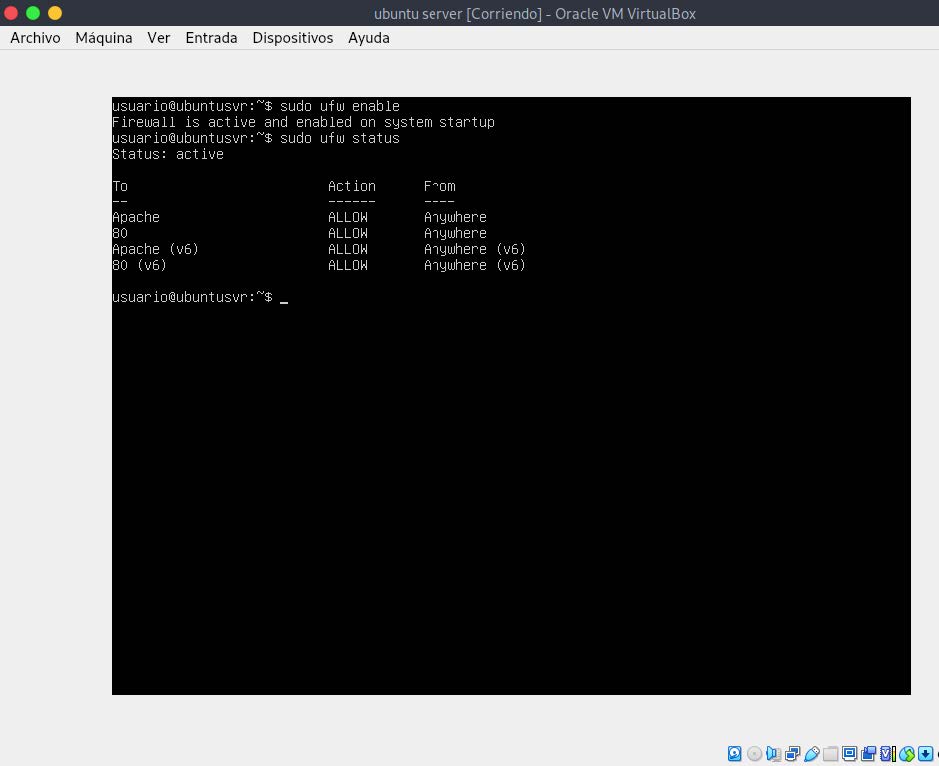 ubuntu server [Corriendo] - Oracle VM VirtualBox
Archivo Máquina Ver Entrada Dispositivos Ayuda
usuario@ubuntusvr:~$ sudo ufw enable
Firewall is active and enabled on system startup
usuario@ubuntusvr:~$ sudo ufw status
Status: active
To Action From
-- ------ ----
Apache ALLOW Anywhere
80 ALLOW Anywhere
Apache (v6) ALLOW Anywhere (v6)
80 (v6) ALLOW Anywhere (v6)
usuario@ubuntusvr:~$ _